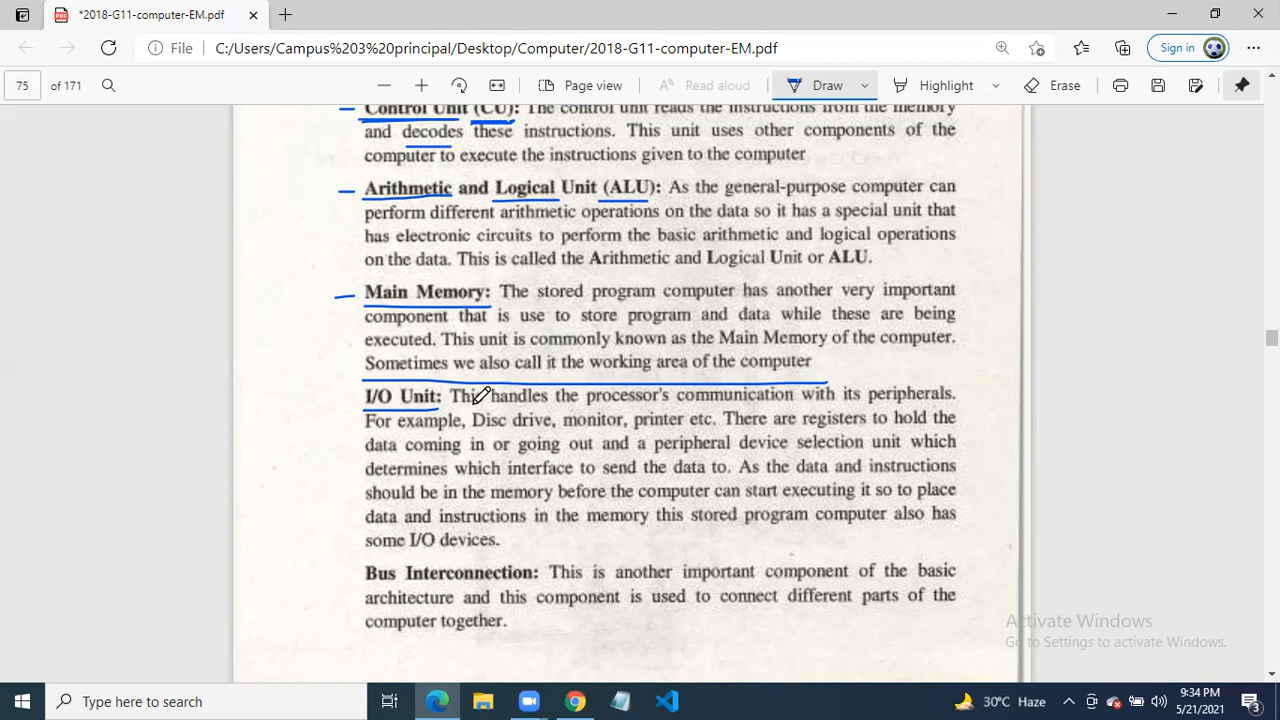 *2018-G11-computer-EM.pdf
File C:/Users/Campus%203%20principal/Desktop/Computer/2018-G11-computer-EM.pdf Sign in
75 of 171 Page view Read aloud Draw Highlight Erase
Control Unit (CU): The control unit reads the instructions from the memory
and decodes these instructions. This unit uses other components of the
computer to execute the instructions given to the computer
Arithmetic and Logical Unit (ALU): As the general-purpose computer can
perform different arithmetic operations on the data so it has a special unit that
has electronic circuits to perform the basic arithmetic and logical operations
on the data. This is called the Arithmetic and Logical Unit or ALU.
Main Memory: The stored program computer has another very important
component that is use to store program and data while these are being
executed. This unit is commonly known as the Main Memory of the computer.
Sometimes we also call it the working area of the computer
I/O Unit: This handles the processor's communication with its peripherals.
For example, Disc drive, monitor, printer etc. There are registers to hold the
data coming in or going out and a peripheral device selection unit which
determines which interface to send the data to. As the data and instructions
should be in the memory before the computer can start executing it so to place
data and instructions in the memory this stored program computer also has
some I/O devices.
Bus Interconnection: This is another important component of the basic
architecture and this component is used to connect different parts of the
computer together.
Activate Windows
Go to Settings to activate Windows.
Type here to search 30°C Haze 9:34 PM
5/21/2021
3